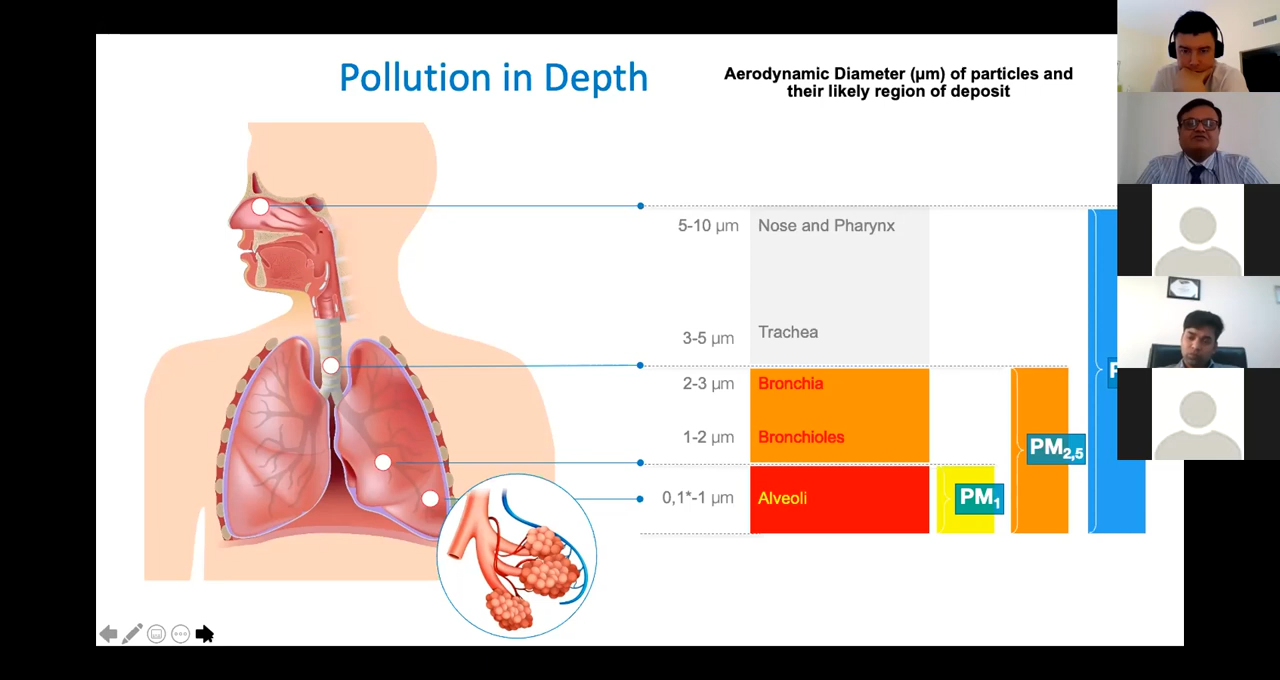 Pollution in Depth
Aerodynamic Diameter (µm) of particles and
their likely region of deposit
5-10 µm Nose and Pharynx
3-5 µm Trachea
2-3 µm Bronchia
1-2 µm Bronchioles
PM2,5
0,1*-1 µm Alveoli
PM1